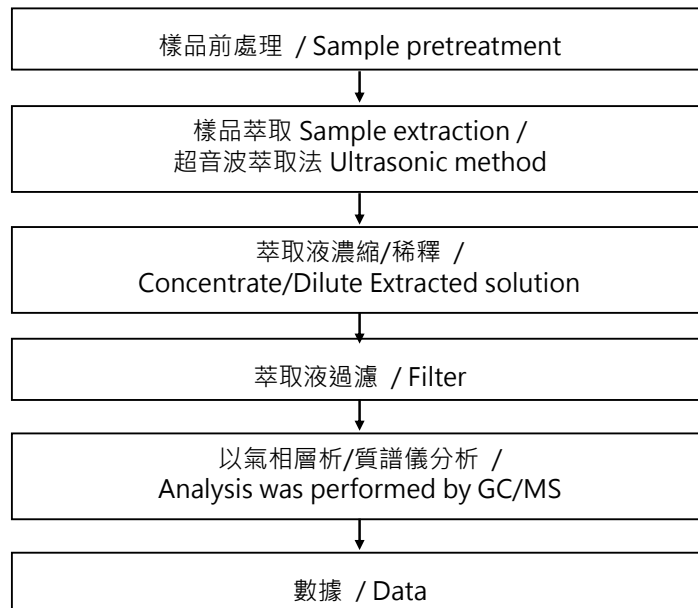 樣品前處理 / Sample pretreatment
樣品萃取 Sample extraction /
超音波萃取法 Ultrasonic method
萃取液濃縮/稀釋 /
Concentrate/Dilute Extracted solution
萃取液過濾 / Filter
以氣相層析/質譜儀分析 /
Analysis was performed by GC/MS
數據 / Data